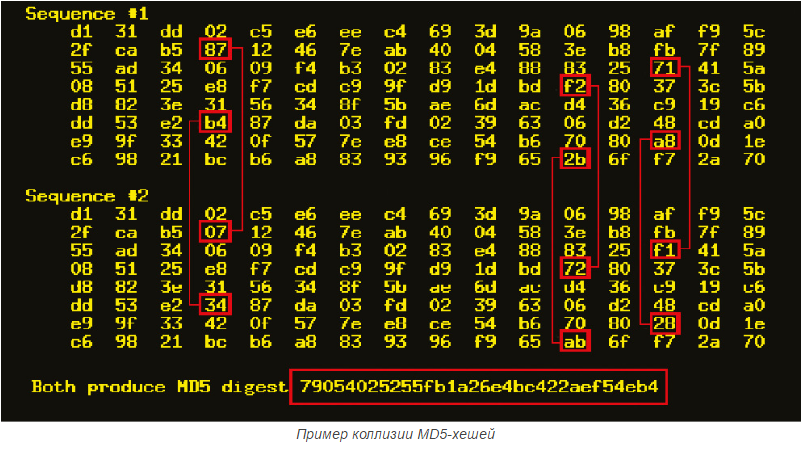 Sequence #1
d1 31 dd 02 c5 e6 ee c4 69 3d 9a 06 98 af f9 5c
2f ca b5 87 12 46 7e ab 40 04 58 3e b8 fb 7f 89
55 ad 34 06 09 f4 b3 02 83 e4 88 83 25 71 41 5a
08 51 25 e8 f7 cd c9 9f d9 1d bd f2 80 37 3c 5b
d8 82 3e 31 56 34 8f 5b ae 6d ac d4 36 c9 19 c6
dd 53 e2 b4 87 da 03 fd 02 39 63 06 d2 48 cd a0
e9 9f 33 42 0f 57 7e e8 ce 54 b6 70 80 a8 0d 1e
c6 98 21 bc b6 a8 83 93 96 f9 65 2b 6f f7 2a 70
Sequence #2
d1 31 dd 02 c5 e6 ee c4 69 3d 9a 06 98 af f9 5c
2f ca b5 07 12 46 7e ab 40 04 58 3e b8 fb 7f 89
55 ad 34 06 09 f4 b3 02 83 e4 88 83 25 f1 41 5a
08 51 25 e8 f7 cd c9 9f d9 1d bd 72 80 37 3c 5b
d8 82 3e 31 56 34 8f 5b ae 6d ac d4 36 c9 19 c6
dd 53 e2 34 87 da 03 fd 02 39 63 06 d2 48 cd a0
e9 9f 33 42 0f 57 7e e8 ce 54 b6 70 80 28 0d 1e
c6 98 21 bc b6 a8 83 93 96 f9 65 ab 6f f7 2a 70
Both produce MD5 digest 79054025255fb1a26e4bc422aef54eb4
Пример коллизии MD5-хешей